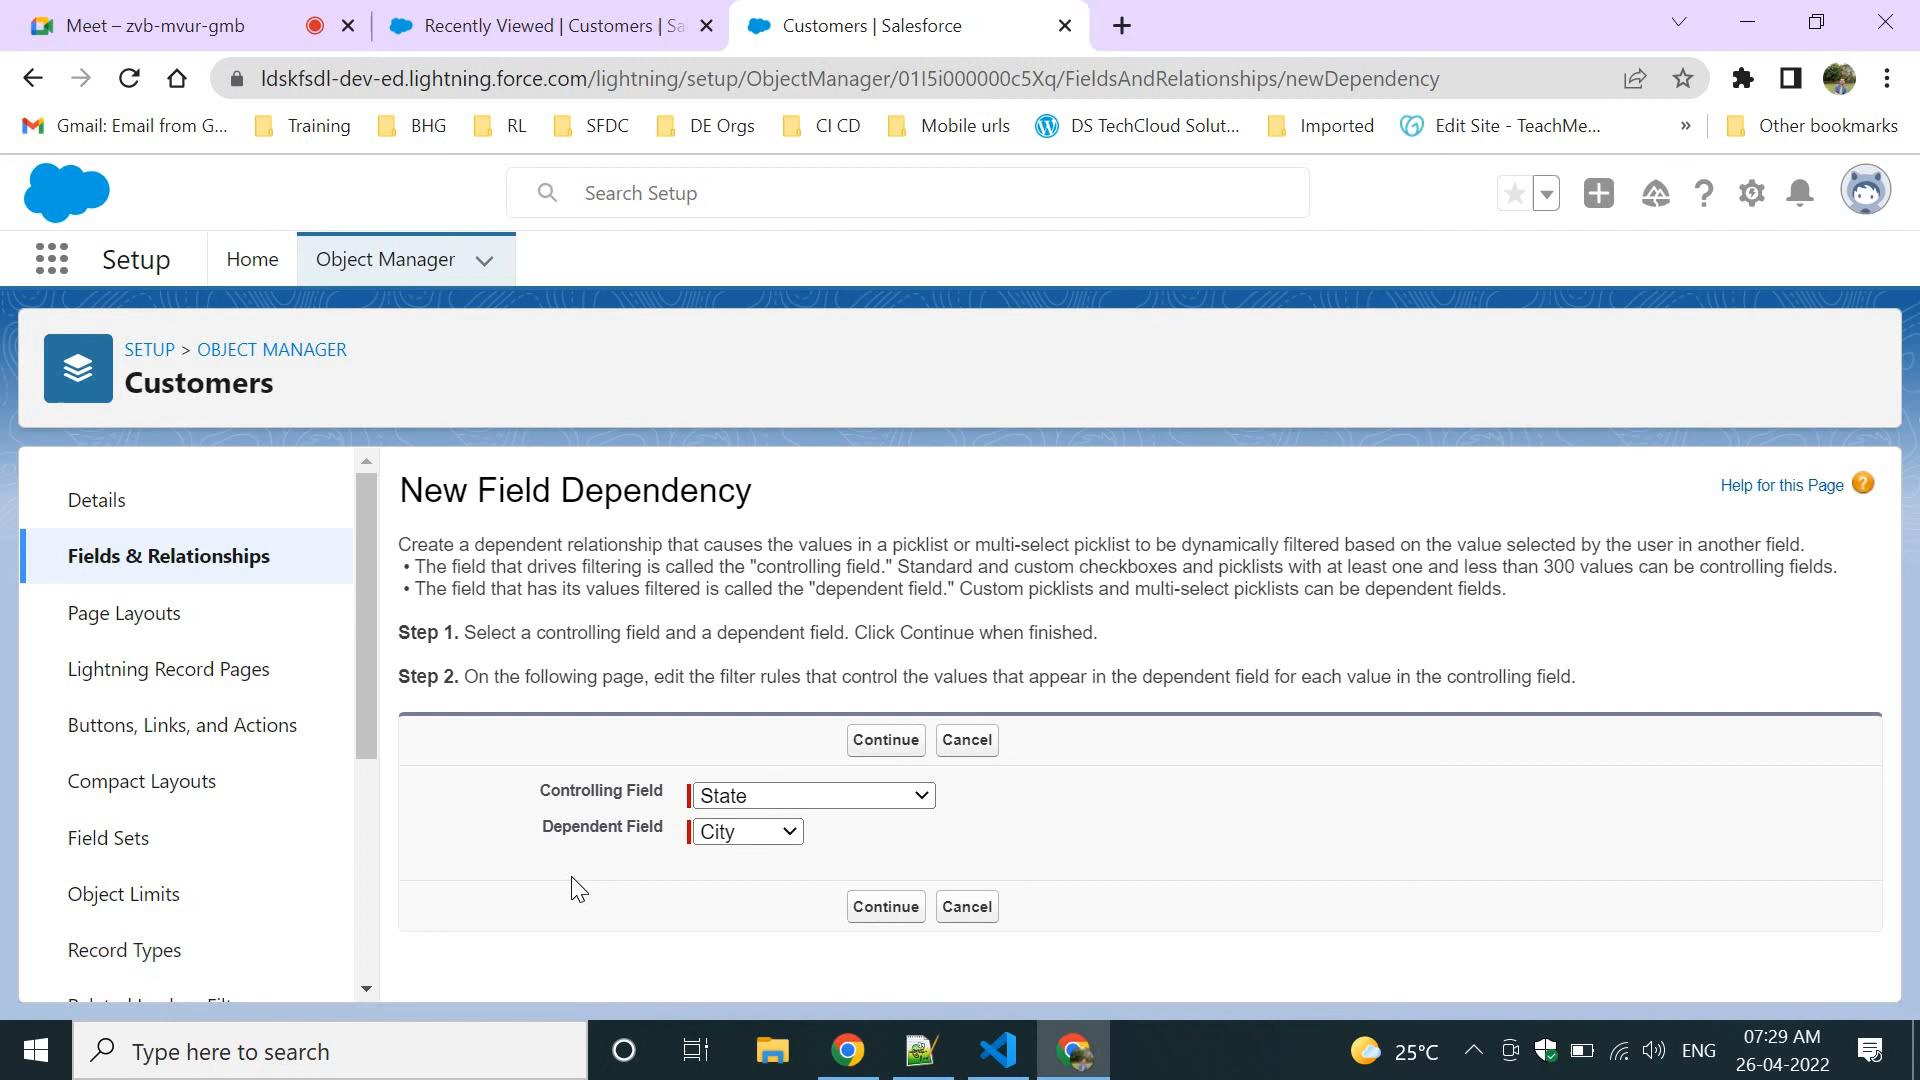 Meet – zvb-mvur-gmb
Recently Viewed | Customers | Sa
Customers | Salesforce
ldskfsdl-dev-ed.lightning.force.com/lightning/setup/ObjectManager/01I5i000000c5Xq/FieldsAndRelationships/newDependency
Gmail: Email from G...
Training
BHG
RL
SFDC
DE Orgs
CI CD
Mobile urls
DS TechCloud Solut...
Imported
Edit Site - TeachMe...
»
Other bookmarks
Search Setup
Setup
Home
Object Manager
SETUP > OBJECT MANAGER
Customers
Details
Fields & Relationships
Page Layouts
Lightning Record Pages
Buttons, Links, and Actions
Compact Layouts
Field Sets
Object Limits
Record Types
New Field Dependency
Help for this Page ?
Create a dependent relationship that causes the values in a picklist or multi-select picklist to be dynamically filtered based on the value selected by the user in another field.
• The field that drives filtering is called the "controlling field." Standard and custom checkboxes and picklists with at least one and less than 300 values can be controlling fields.
• The field that has its values filtered is called the "dependent field." Custom picklists and multi-select picklists can be dependent fields.
Step 1. Select a controlling field and a dependent field. Click Continue when finished.
Step 2. On the following page, edit the filter rules that control the values that appear in the dependent field for each value in the controlling field.
Continue Cancel
Controlling Field State
Dependent Field City
Continue Cancel
Type here to search
25°C
ENG
07:29 AM
26-04-2022